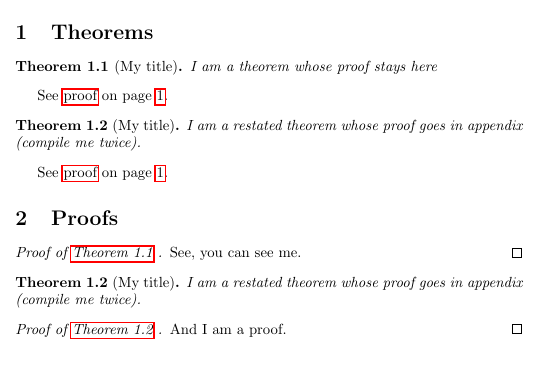 1 Theorems
Theorem 1.1 (My title). I am a theorem whose proof stays here
See proof on page 1.
Theorem 1.2 (My title). I am a restated theorem whose proof goes in appendix
(compile me twice).
See proof on page 1.
2 Proofs
Proof of Theorem 1.1 . See, you can see me. □
Theorem 1.2 (My title). I am a restated theorem whose proof goes in appendix
(compile me twice).
Proof of Theorem 1.2 . And I am a proof. □